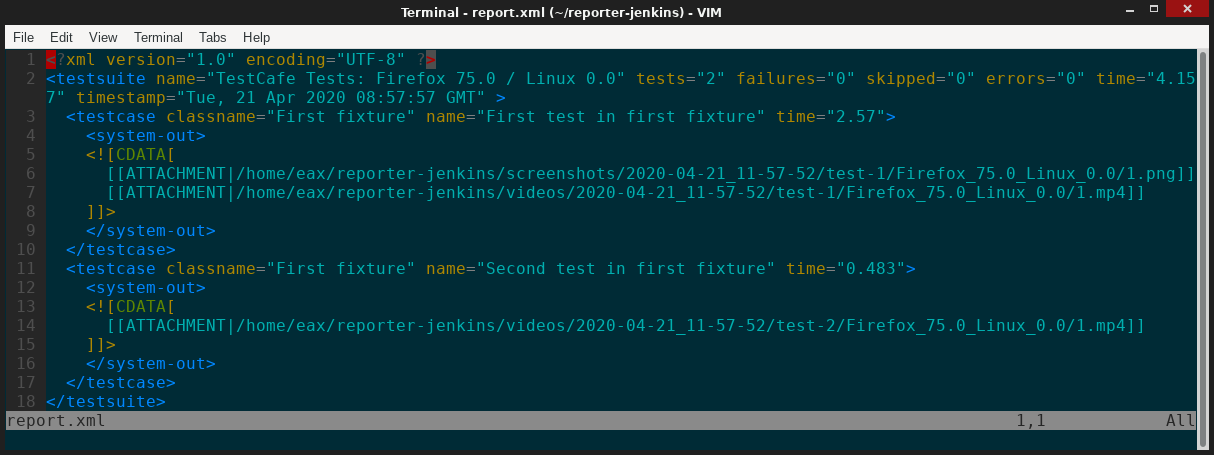 Terminal - report.xml (~/reporter-jenkins) - VIM
File Edit View Terminal Tabs Help
1 <?xml version="1.0" encoding="UTF-8" ?>
2 <testsuite name="TestCafe Tests: Firefox 75.0 / Linux 0.0" tests="2" failures="0" skipped="0" errors="0" time="4.15
7" timestamp="Tue, 21 Apr 2020 08:57:57 GMT" >
3   <testcase classname="First fixture" name="First test in first fixture" time="2.57">
4     <system-out>
5     <![CDATA[
6       [[ATTACHMENT|/home/eax/reporter-jenkins/screenshots/2020-04-21_11-57-52/test-1/Firefox_75.0_Linux_0.0/1.png]]
7       [[ATTACHMENT|/home/eax/reporter-jenkins/videos/2020-04-21_11-57-52/test-1/Firefox_75.0_Linux_0.0/1.mp4]]
8     ]]>
9     </system-out>
10   </testcase>
11   <testcase classname="First fixture" name="Second test in first fixture" time="0.483">
12     <system-out>
13     <![CDATA[
14       [[ATTACHMENT|/home/eax/reporter-jenkins/videos/2020-04-21_11-57-52/test-2/Firefox_75.0_Linux_0.0/1.mp4]]
15     ]]>
16     </system-out>
17   </testcase>
18 </testsuite>
report.xml 1,1 All